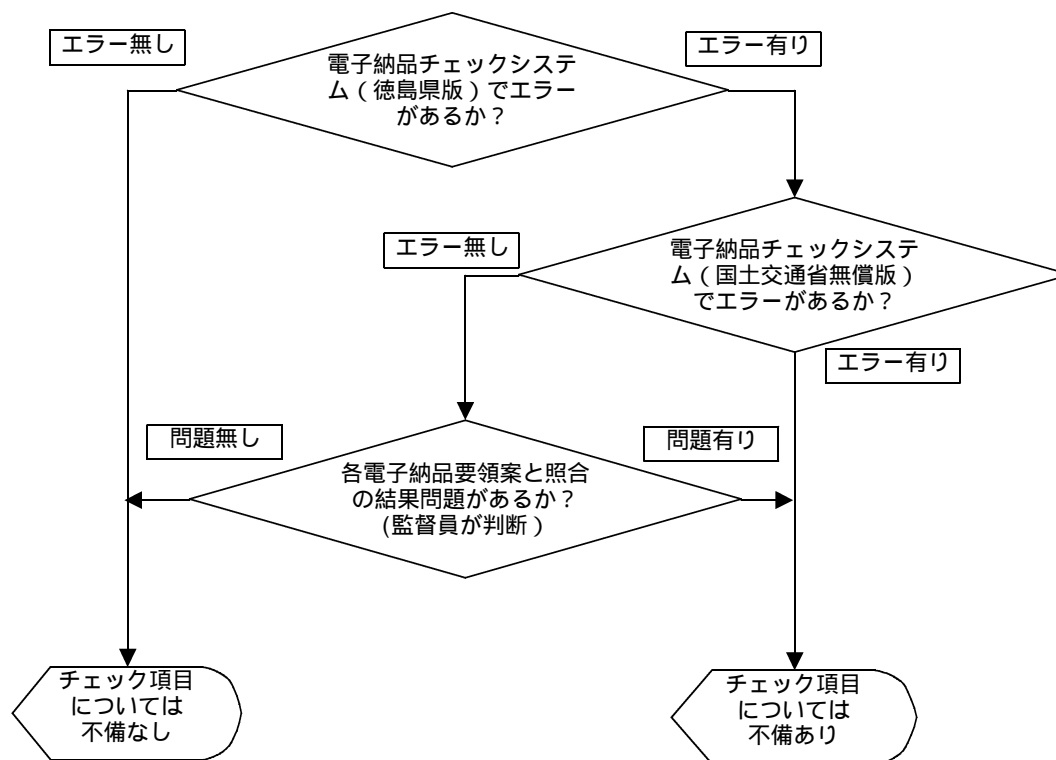 エラー無し
エラー有り
電子納品チェックシステ
ム（徳島県版）でエラー
があるか？
エラー無し
電子納品チェックシステ
ム（国土交通省無償版）
でエラーがあるか？
エラー有り
問題無し
問題有り
各電子納品要領案と照合
の結果問題があるか？
(監督員が判断）
チェック項目
については
不備なし
チェック項目
については
不備あり